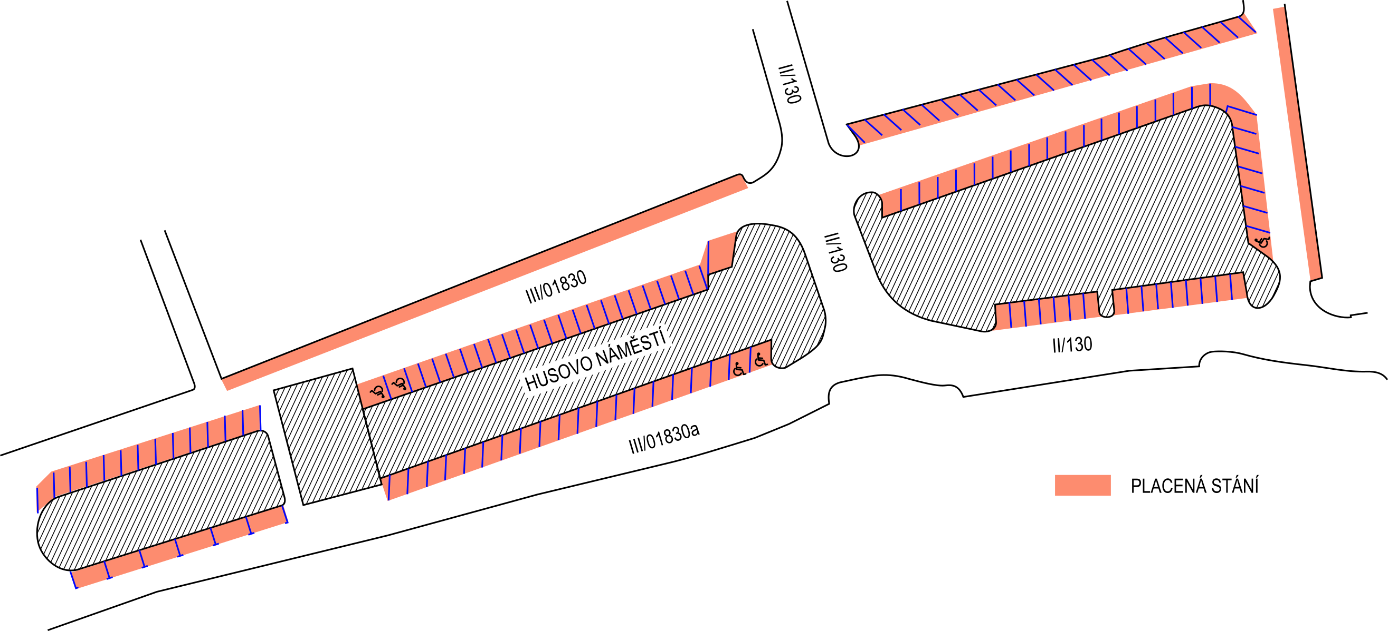 II/130
II/130
III/01830
HUSOVO NÁMĚSTÍ
II/130
III/01830a
PLACENÁ STÁNÍ